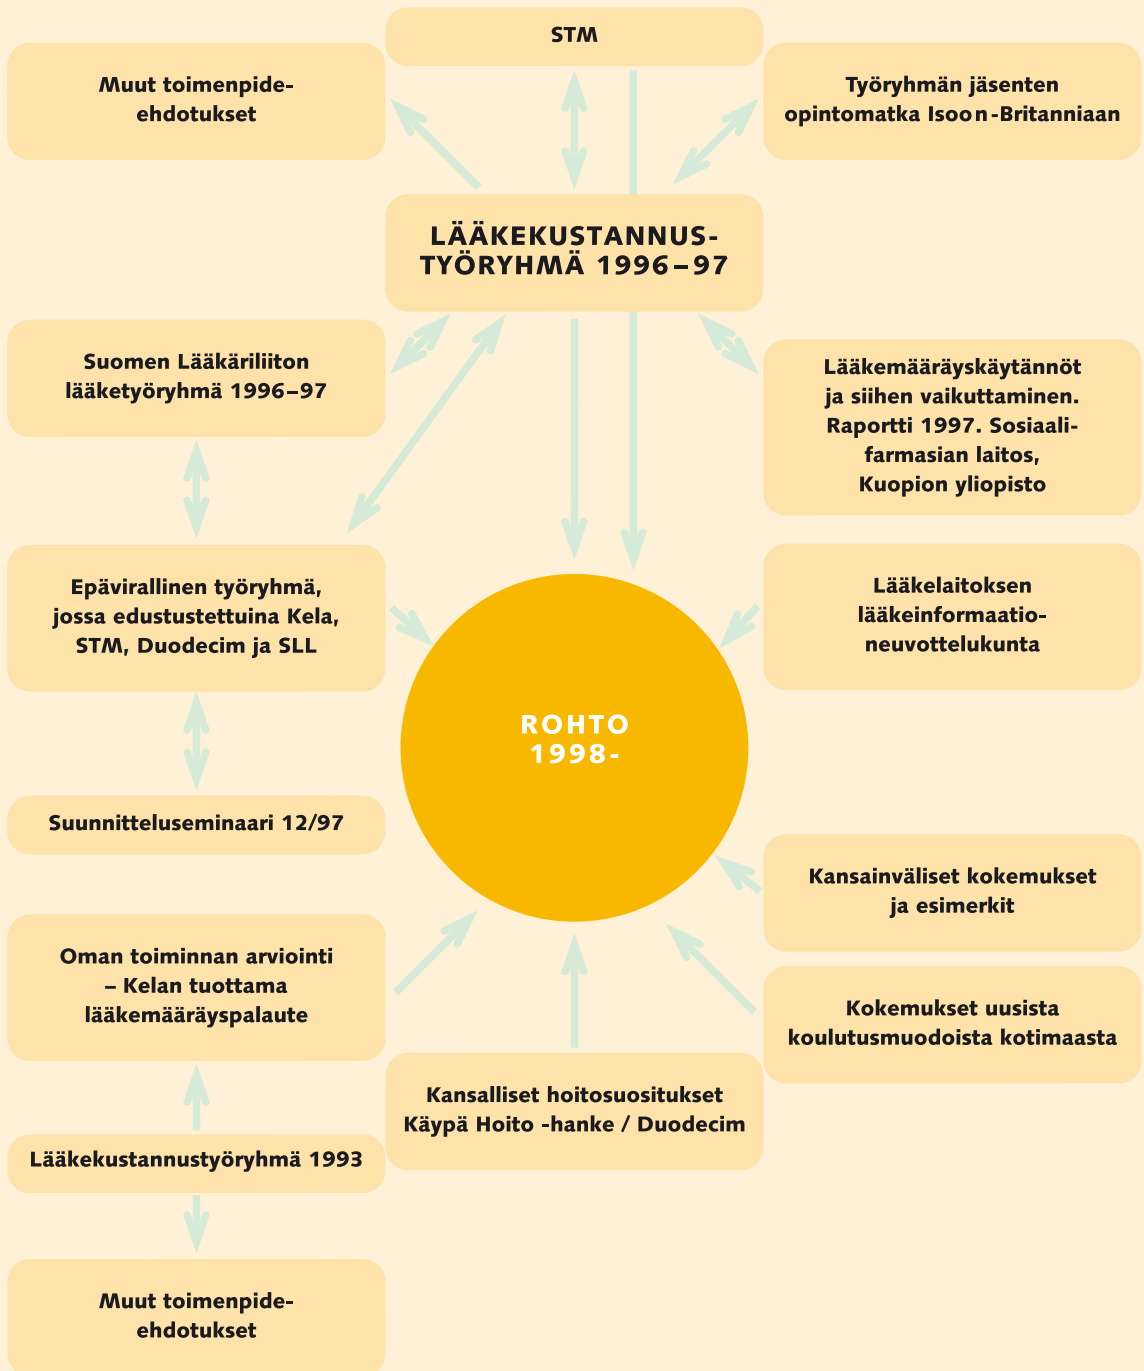 STM
Muut toimenpide-
ehdotukset
Työryhmän jäsenten
opintomatka Isoon-Britanniaan
LÄÄKEKUSTANNUS-
TYÖRYHMÄ 1996–97
Suomen Lääkäriliiton
lääketyöryhmä 1996–97
Lääkemääräyskäytännöt
ja siihen vaikuttaminen.
Raportti 1997. Sosiaali-
farmasian laitos,
Kuopion yliopisto
Epävirallinen työryhmä,
jossa edustustettuina Kela,
STM, Duodecim ja SLL
Lääkelaitoksen
lääkeinformaatio-
neuvottelukunta
ROHTO
1998-
Suunnitteluseminaari 12/97
Kansainväliset kokemukset
ja esimerkit
Oman toiminnan arviointi
– Kelan tuottama
lääkemääräyspalaute
Kokemukset uusista
koulutusmuodoista kotimaasta
Kansalliset hoitosuositukset
Käypä Hoito -hanke / Duodecim
Lääkekustannustyöryhmä 1993
Muut toimenpide-
ehdotukset